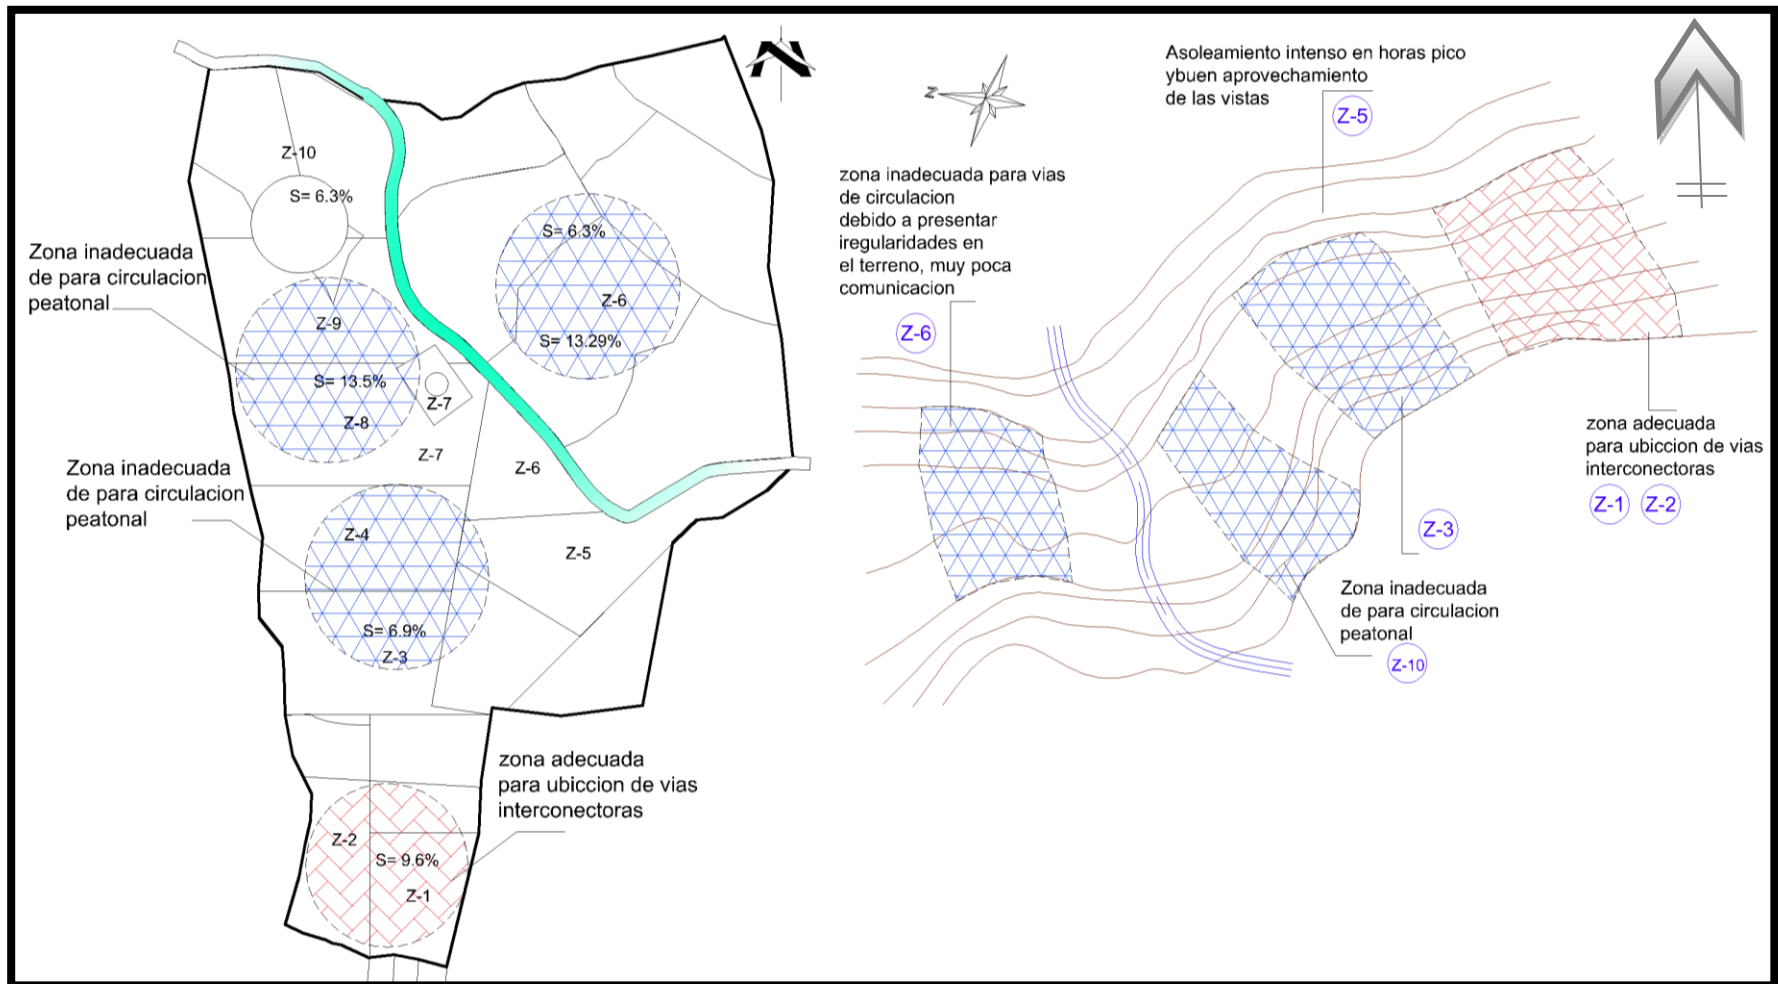 Z-10
S= 6.3%
Zona inadecuada
de para circulacion
peatonal
S= 6.3%
Z-6
S= 13.29%
Z-9
S= 13.5%
Z-8
Z-7
Z-7
Z-6
Zona inadecuada
de para circulacion
peatonal
Z-4
Z-5
S= 6.9%
Z-3
zona adecuada
para ubiccion de vias
interconectoras
Z-2
S= 9.6%
Z-1
Z
Asoleamiento intenso en horas pico
ybuen aprovechamiento
de las vistas
Z-5
zona inadecuada para vias
de circulacion
debido a presentar
iregularidades en
el terreno, muy poca
comunicacion
Z-6
zona adecuada
para ubiccion de vias
interconectoras
Z-1 Z-2
Z-3
Zona inadecuada
de para circulacion
peatonal
Z-10